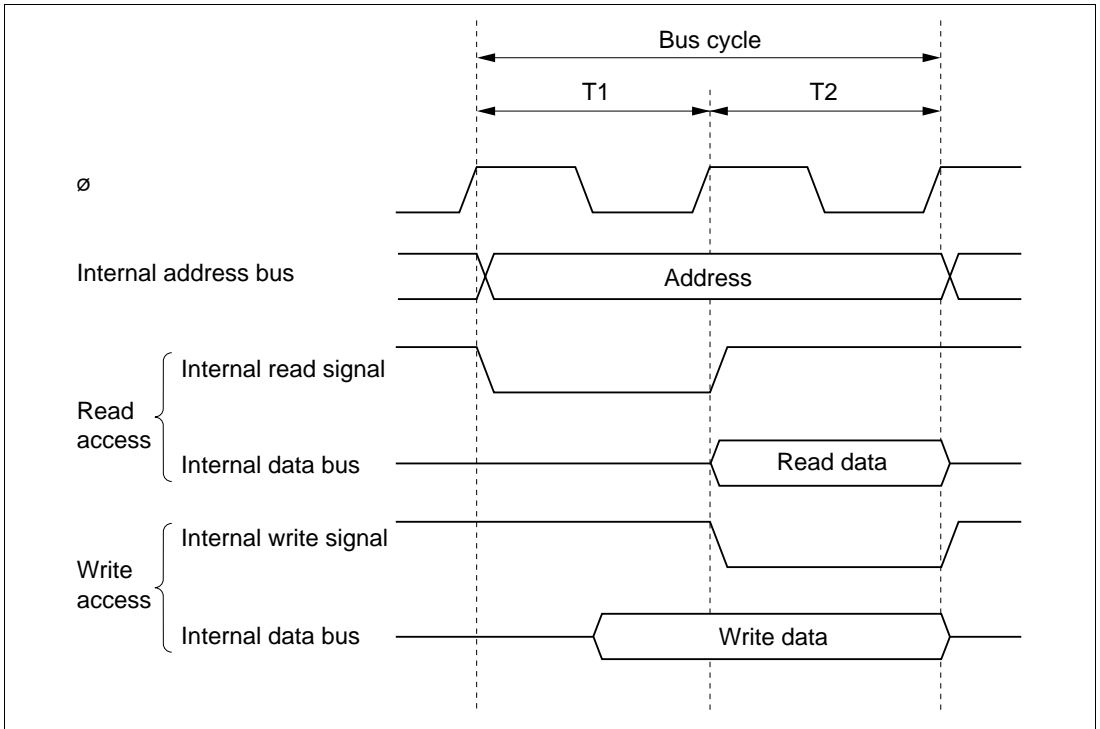 Bus cycle
T1
T2
ø
Internal address bus
Address
Read
access
Internal read signal
Internal data bus
Read data
Write
access
Internal write signal
Internal data bus
Write data